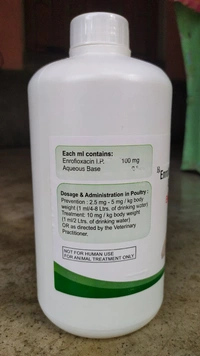 Each ml contains:
Enrofloxacin I.P. 100 mg
Aqueous Base
Dosage & Administration in Poultry :
Prevention : 2.5 mg - 5 mg / kg body
weight (1 ml/4-8 Ltrs. of drinking water)
Treatment: 10 mg / kg body weight
(1 ml/2 Ltrs. of drinking water)
OR as directed by the Veterinary
Practitioner.
NOT FOR HUMAN USE
FOR ANIMAL TREATMENT ONLY